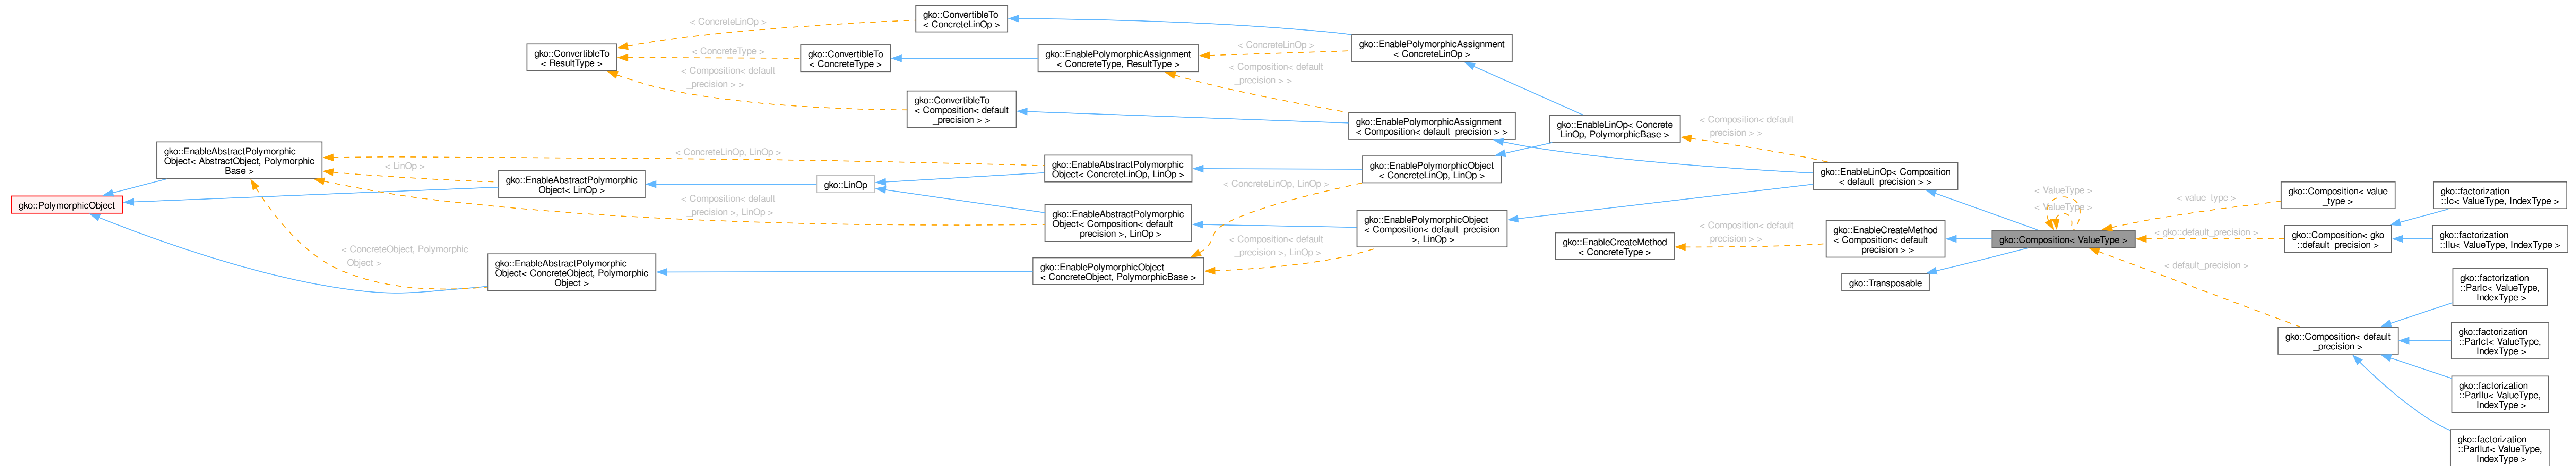 gko::PolymorphicObject
gko::EnableAbstractPolymorphic
Object< AbstractObject, Polymorphic
Base >
< ConcreteObject, Polymorphic
Object >
< LinOp >
gko::EnableAbstractPolymorphic
Object< LinOp >
gko::EnableAbstractPolymorphic
Object< ConcreteObject, Polymorphic
Object >
gko::ConvertibleTo
< ResultType >
< ConcreteLinOp >
< ConcreteType >
< Composition< default
_precision > >
< ConcreteLinOp, LinOp >
< Composition< default
_precision >, LinOp >
gko::ConvertibleTo
< ConcreteType >
gko::LinOp
gko::ConvertibleTo
< ConcreteLinOp >
gko::ConvertibleTo
< Composition< default
_precision > >
gko::EnablePolymorphicAssignment
< ConcreteType, ResultType >
gko::EnableAbstractPolymorphic
Object< ConcreteLinOp, LinOp >
gko::EnableAbstractPolymorphic
Object< Composition< default
_precision >, LinOp >
gko::EnablePolymorphicObject
< ConcreteObject, PolymorphicBase >
< ConcreteLinOp >
< Composition< default
_precision > >
< ConcreteLinOp, LinOp >
< Composition< default
_precision >, LinOp >
gko::EnablePolymorphicAssignment
< ConcreteLinOp >
gko::EnablePolymorphicAssignment
< Composition< default_precision > >
gko::EnablePolymorphicObject
< ConcreteLinOp, LinOp >
gko::EnablePolymorphicObject
< Composition< default_precision
>, LinOp >
gko::EnableLinOp< Concrete
LinOp, PolymorphicBase >
gko::EnableCreateMethod
< ConcreteType >
< Composition< default
_precision > >
< Composition< default
_precision > >
gko::EnableLinOp< Composition
< default_precision > >
gko::EnableCreateMethod
< Composition< default
_precision > >
gko::Transposable
< ValueType >
< ValueType >
gko::Composition< ValueType >
< value_type >
< gko::default_precision >
< default_precision >
gko::Composition< value
_type >
gko::Composition< gko
::default_precision >
gko::Composition< default
_precision >
gko::factorization
::Ic< ValueType, IndexType >
gko::factorization
::Ilu< ValueType, IndexType >
gko::factorization
::ParIc< ValueType,
IndexType >
gko::factorization
::ParIct< ValueType,
IndexType >
gko::factorization
::ParIlu< ValueType,
IndexType >
gko::factorization
::ParIlut< ValueType,
IndexType >